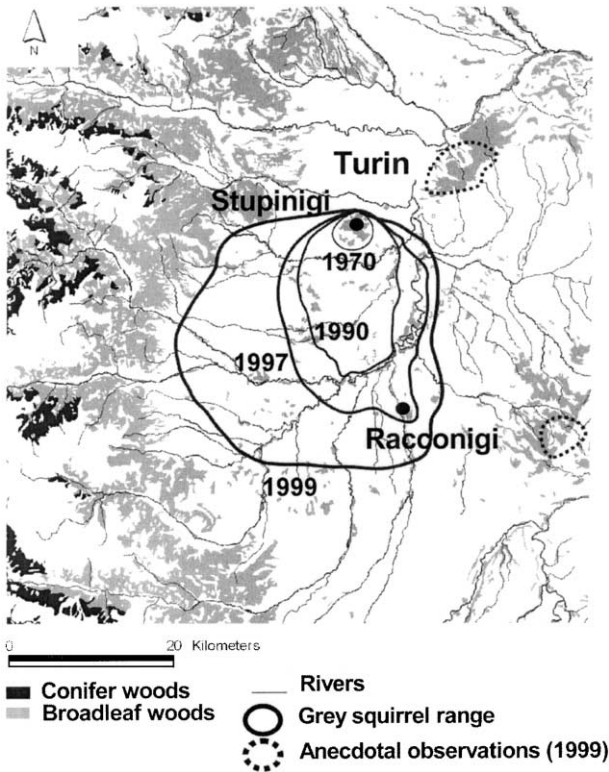 N
Turin
Stupinigi
1970
1990
1997
Racconigi
1999
0 20 Kilometers
Conifer woods
Broadleaf woods
Rivers
Grey squirrel range
Anecdotal observations (1999)